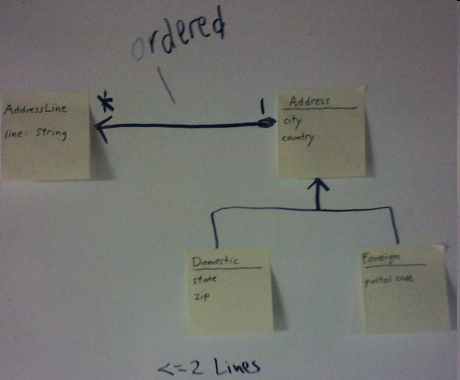 ordered
AddressLine
line: String
*
1
Address
city
country
Domestic
state
zip
Foreign
postal code
<=2 Lines